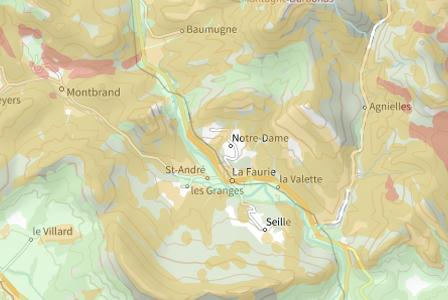 Baumugne
Montbrand
Agnielles
Notre-Dame
St-André
La Faurie
la Valette
les Granges
Seille
le Villard